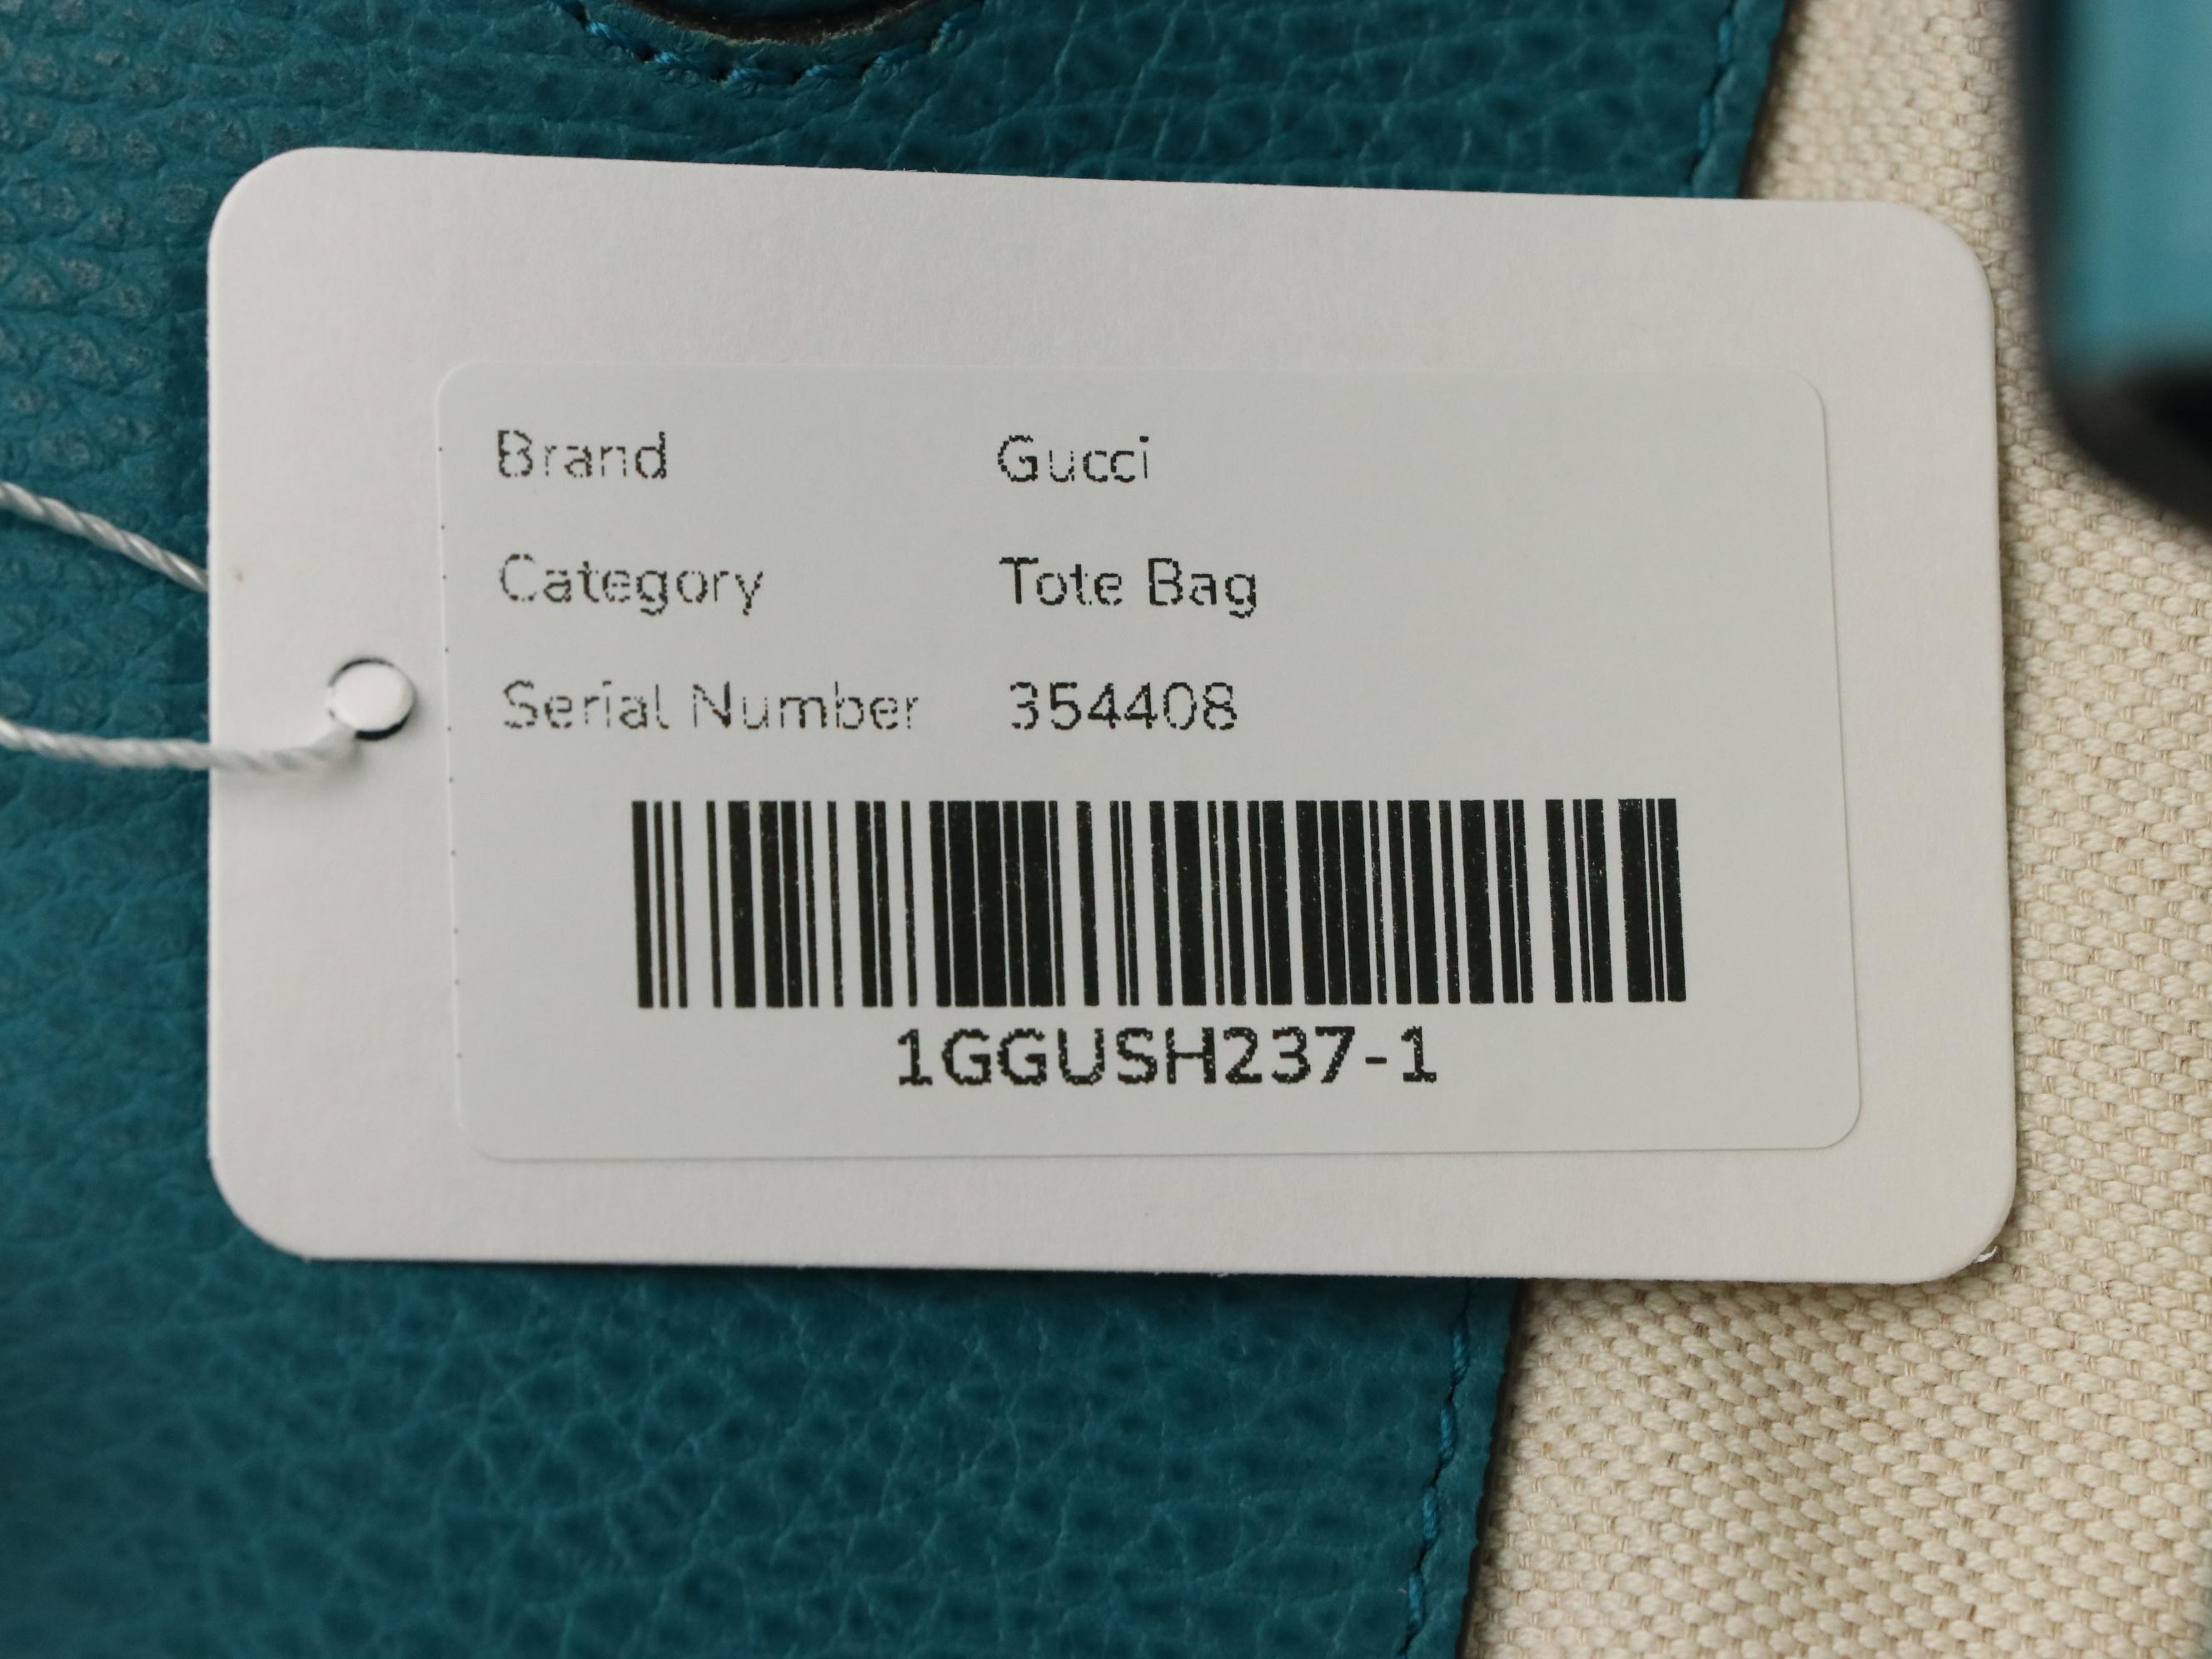 Brand Gucci
Category Tote Bag
Serial Number 354408
1GGUSH237-1